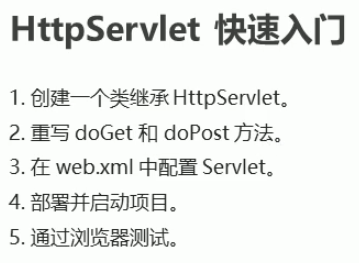 HttpServlet 快速入门
1. 创建一个类继承 HttpServlet。
2. 重写 doGet 和 doPost 方法。
3. 在 web.xml 中配置 Servlet。
4. 部署并启动项目。
5. 通过浏览器测试。